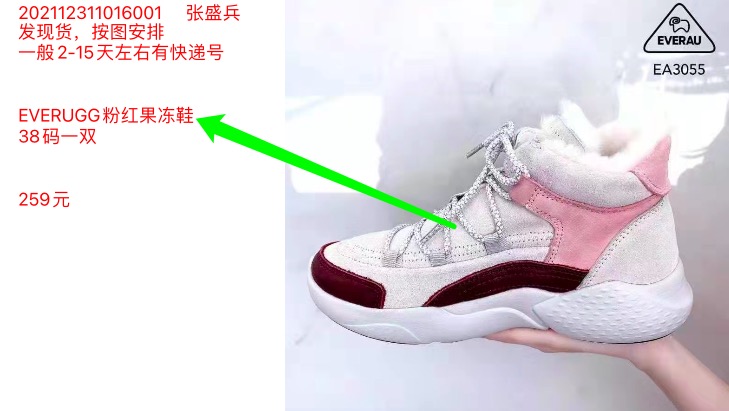 202112311016001 张盛兵
发现货，按图安排
一般2-15天左右有快递号
EVERUGG粉红果冻鞋
38码一双
259元
EVERAU
EA3055